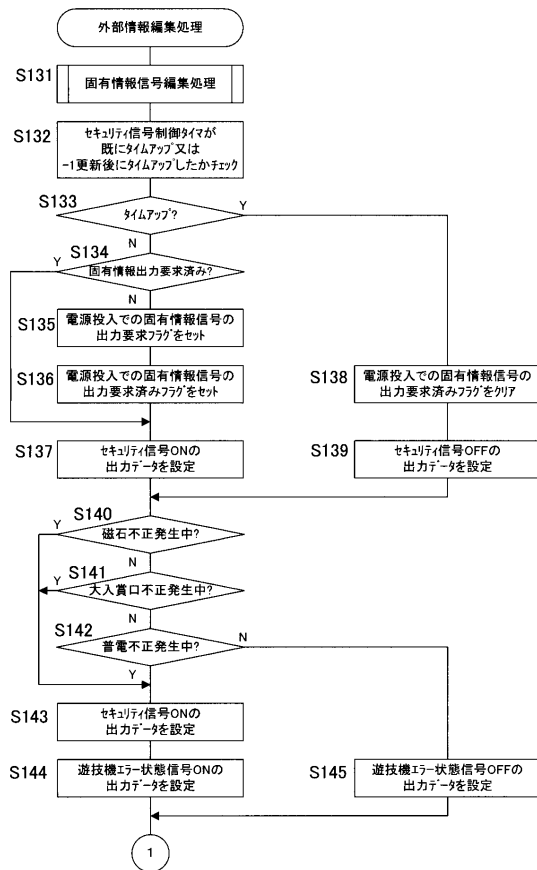 外部情報編集処理
S131
固有情報信号編集処理
S132
セキュリティ信号制御タイマが
既にタイムアップ又は
-1更新後にタイムアップしたかチェック
S133
タイムアップ?
Y
N
S134
Y
固有情報出力要求済み?
N
S135
電源投入での固有情報信号の
出力要求フラグをセット
S136
電源投入での固有情報信号の
出力要求済みフラグをセット
S138
電源投入での固有情報信号の
出力要求済みフラグをクリア
S137
セキュリティ信号ONの
出力データを設定
S139
セキュリティ信号OFFの
出力データを設定
S140
Y
磁石不正発生中?
N
S141
Y
大入賞口不正発生中?
N
S142
普電不正発生中?
N
Y
S143
セキュリティ信号ONの
出力データを設定
S144
遊技機エラー状態信号ONの
出力データを設定
S145
遊技機エラー状態信号OFFの
出力データを設定
1